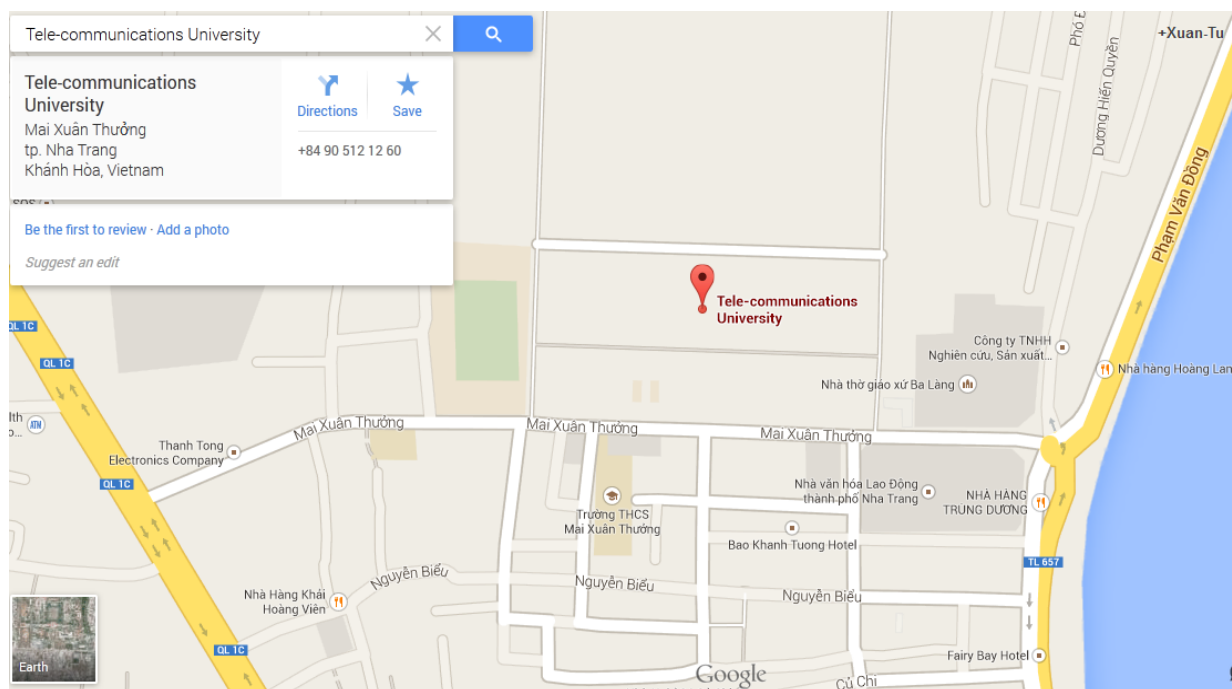 Tele-communications University
+Xuan-Tu
Tele-communications
University
Mai Xuân Thưởng
tp. Nha Trang
Khánh Hòa, Vietnam
Directions
Save
+84 90 512 12 60
Be the first to review · Add a photo
Suggest an edit
Phó Đ
Dương Hiến Quyền
Phạm Văn Đồng
Tele-communications
University
QL 1C
QL 1C
Công ty TNHH
Nghiên cứu, Sản xuất...
Nhà hàng Hoàng Lan
Nhà thờ giáo xứ Ba Làng
ATM
Mai Xuân Thưởng
Mai Xuân Thưởng
Mai Xuân Thưởng
Thanh Tong
Electronics Company
QL 1C
Nhà văn hóa Lao Động
thành phố Nha Trang
NHÀ HÀNG
TRÙNG DƯƠNG
Trường THCS
Mai Xuân Thưởng
Bao Khanh Tuong Hotel
TL 657
Nguyễn Biểu
Nguyễn Biểu
Nguyễn Biểu
Nhà Hàng Khải
Hoàng Viên
QL 1C
Fairy Bay Hotel
Earth
Google
Củ Chi